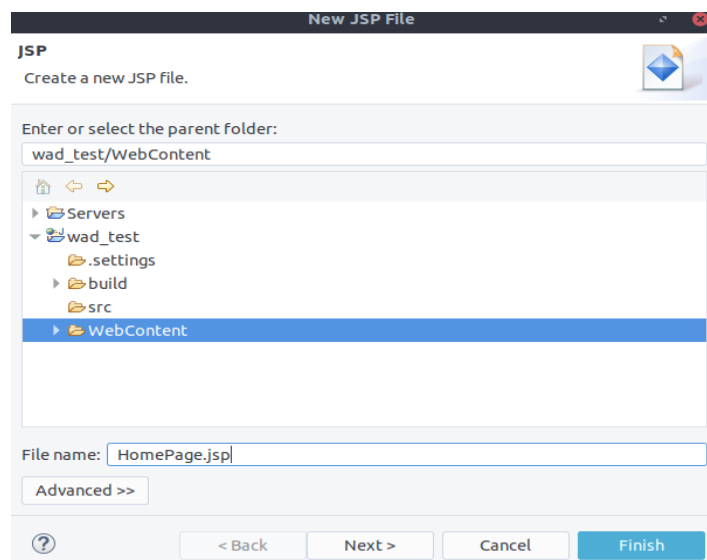 New JSP File
JSP
Create a new JSP file.
Enter or select the parent folder:
wad_test/WebContent
Servers
wad_test
.settings
build
src
WebContent
File name: HomePage.jsp
Advanced >>
? < Back Next > Cancel Finish